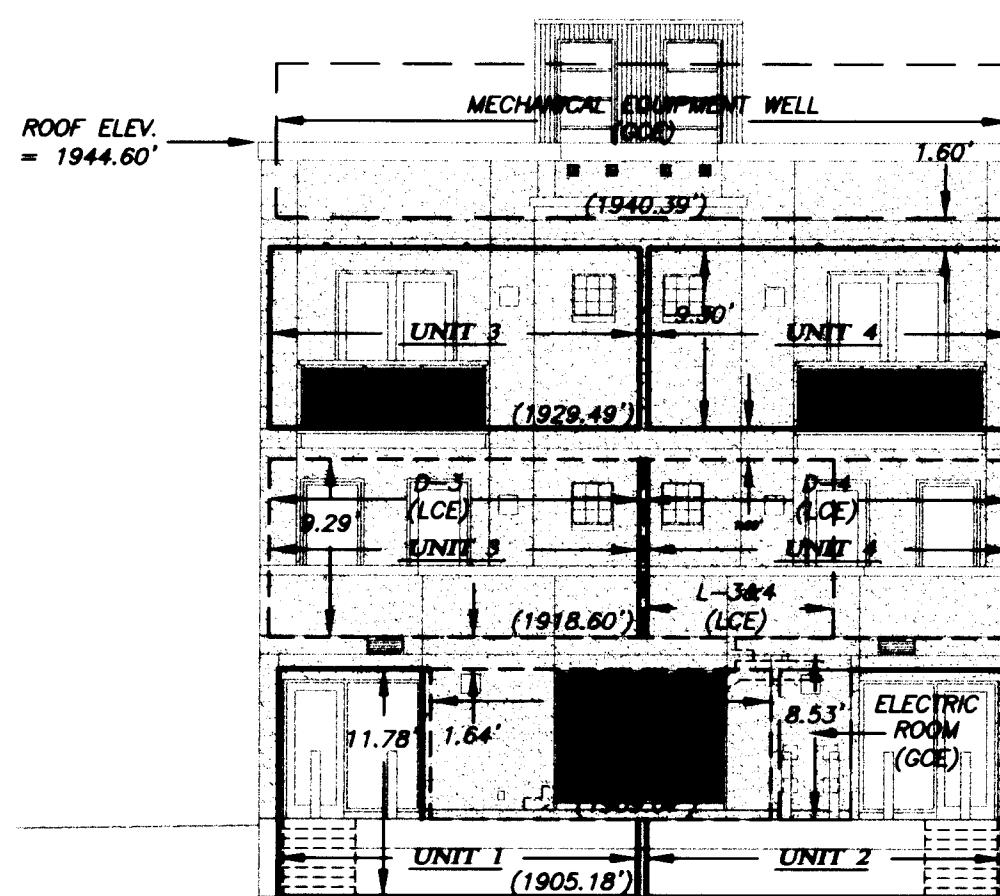 MECHANICAL EQUIPMENT WELL
(GCE)
ROOF ELEV.
= 1944.60'
1.60'
(1940.39')
9.30'
UNIT 3
UNIT 4
(1929.49')
D-3
(LCE)
D-4
(LCE)
9.29'
UNIT 3
UNIT 4
L-3&4
(LCE)
(1918.60')
11.78'
1.64'
8.53'
ELECTRIC
ROOM
(GCE)
UNIT 1
UNIT 2
(1905.18')